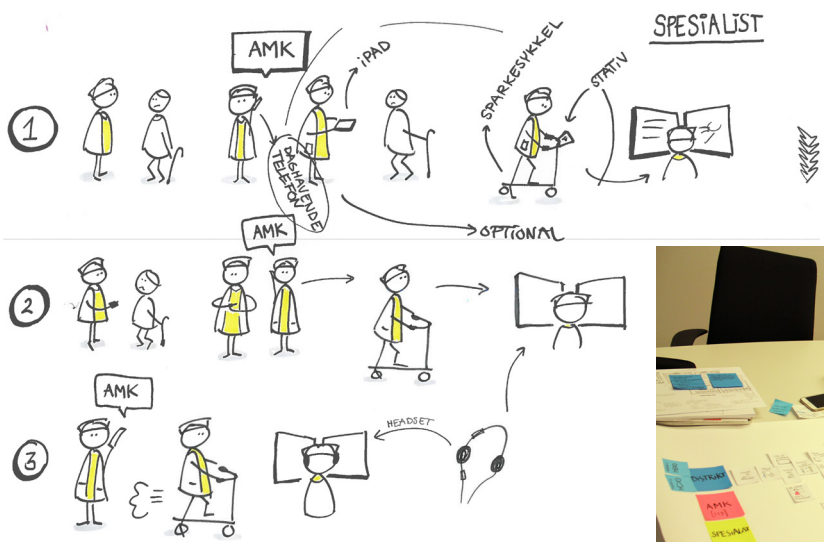 SPESIALIST
AMK
iPAD
1
DAGHAVENDE
TELEFON
SPARKESYKKEL
STATIV
OPTIONAL
AMK
2
AMK
3
HEADSET
DISTRIKT
AMK
SPESIALIST